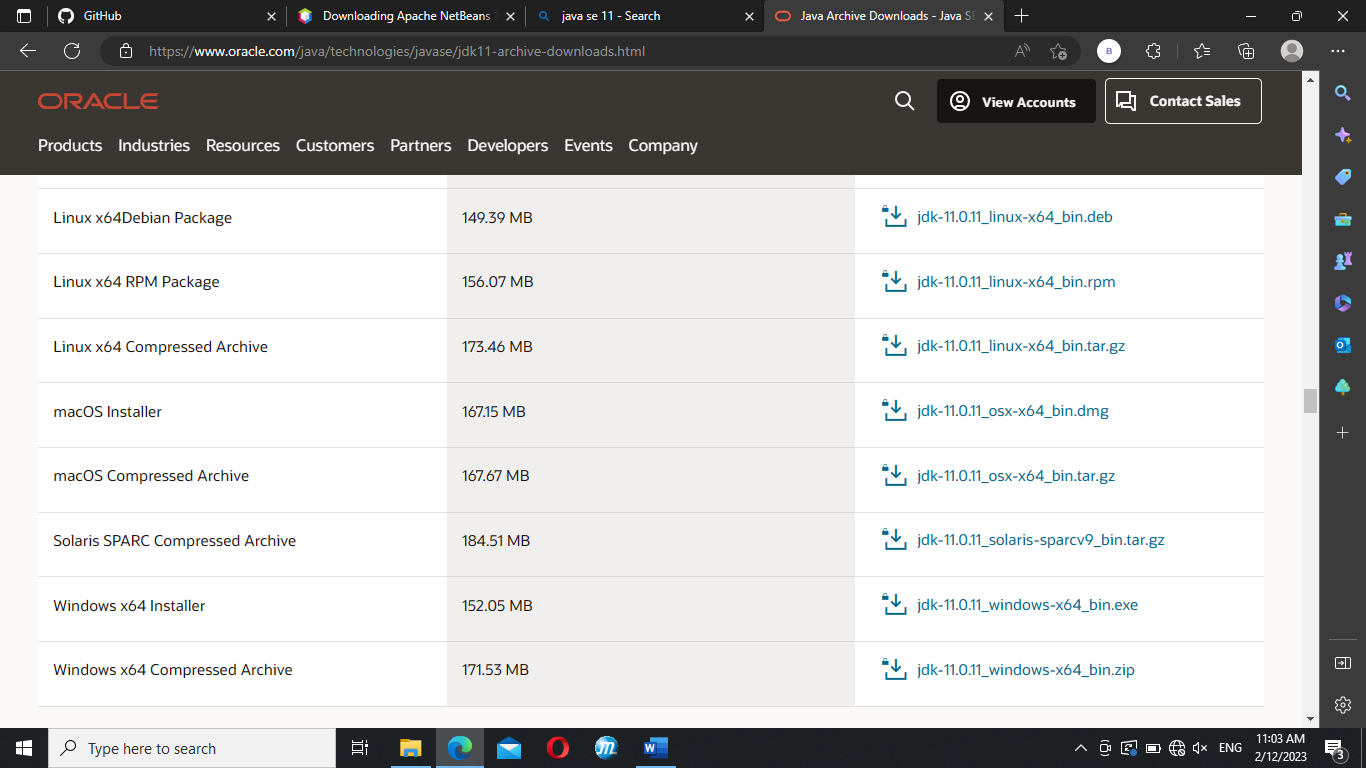 GitHub
Downloading Apache NetBeans 1
java se 11 - Search
Java Archive Downloads - Java SE
https://www.oracle.com/java/technologies/javase/jdk11-archive-downloads.html
B
ORACLE
View Accounts
Contact Sales
Products Industries Resources Customers Partners Developers Events Company
Linux x64Debian Package 149.39 MB jdk-11.0.11_linux-x64_bin.deb
Linux x64 RPM Package 156.07 MB jdk-11.0.11_linux-x64_bin.rpm
Linux x64 Compressed Archive 173.46 MB jdk-11.0.11_linux-x64_bin.tar.gz
macOS Installer 167.15 MB jdk-11.0.11_osx-x64_bin.dmg
macOS Compressed Archive 167.67 MB jdk-11.0.11_osx-x64_bin.tar.gz
Solaris SPARC Compressed Archive 184.51 MB jdk-11.0.11_solaris-sparcv9_bin.tar.gz
Windows x64 Installer 152.05 MB jdk-11.0.11_windows-x64_bin.exe
Windows x64 Compressed Archive 171.53 MB jdk-11.0.11_windows-x64_bin.zip
Type here to search
ENG
11:03 AM
2/12/2023
3